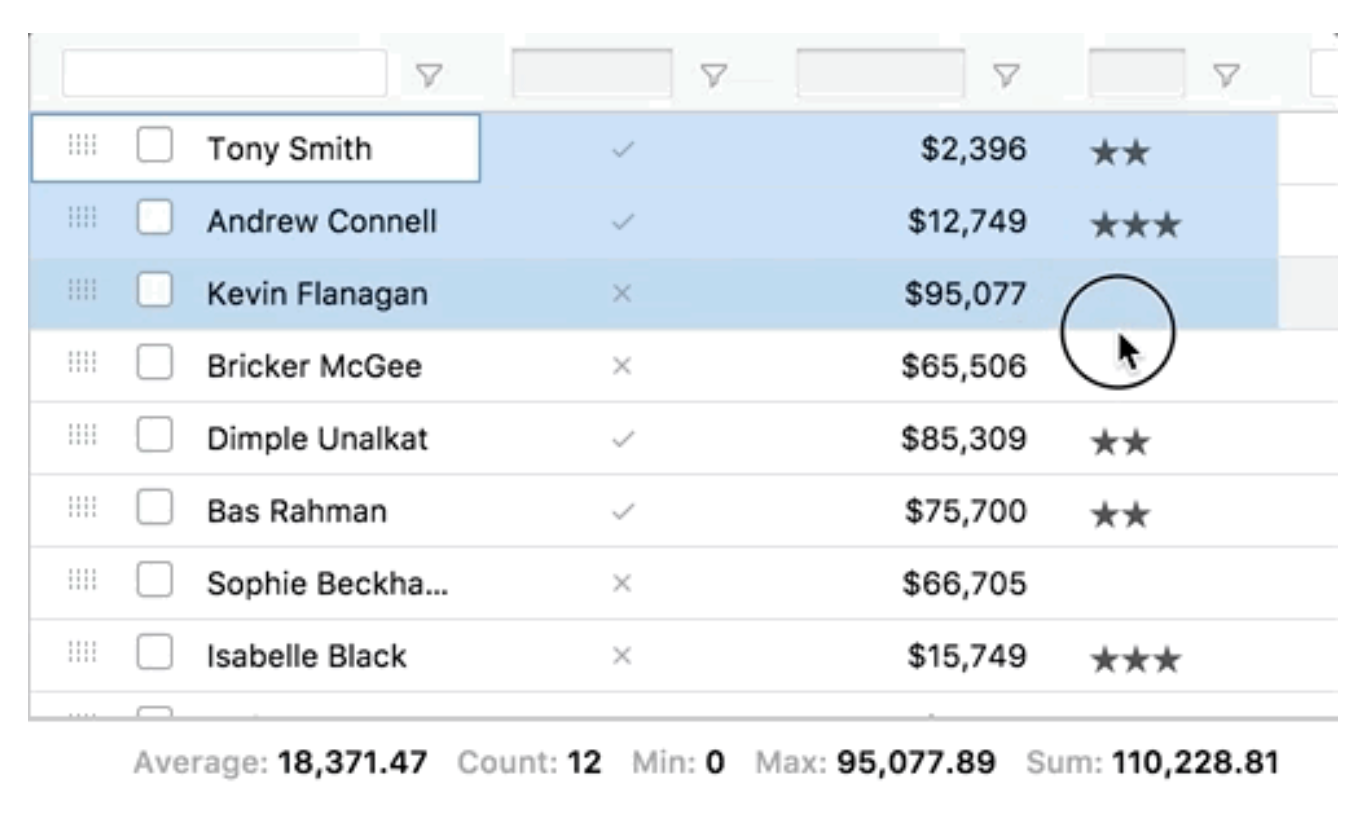 Tony Smith $2,396 ★★
Andrew Connell $12,749 ★★★
Kevin Flanagan $95,077
Bricker McGee $65,506
Dimple Unalkat $85,309 ★★
Bas Rahman $75,700 ★★
Sophie Beckha... $66,705
Isabelle Black $15,749 ★★★
Average: 18,371.47 Count: 12 Min: 0 Max: 95,077.89 Sum: 110,228.81